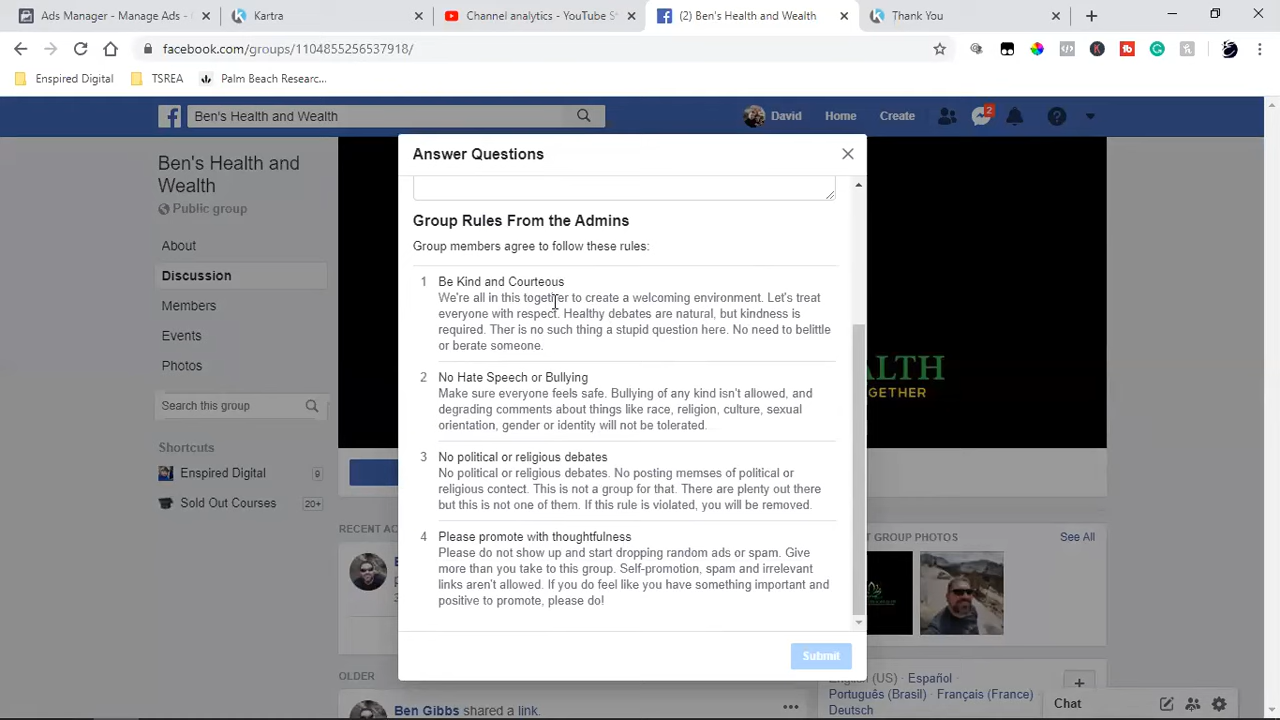 Ads Manager - Manage Ads -
Kartra
Channel analytics - YouTube S
(2) Ben's Health and Wealth
Thank You
facebook.com/groups/1104855256537918/
Enspired Digital
TSREA
Palm Beach Researc...
Ben's Health and Wealth
David
Home
Create
2
Ben's Health and
Wealth
Public group
About
Discussion
Members
Events
Photos
Search this group
Shortcuts
Enspired Digital
9
Sold Out Courses
20+
Answer Questions
Group Rules From the Admins
Group members agree to follow these rules:
1 Be Kind and Courteous
We're all in this together to create a welcoming environment. Let's treat
everyone with respect. Healthy debates are natural, but kindness is
required. Ther is no such thing a stupid question here. No need to belittle
or berate someone.
2 No Hate Speech or Bullying
Make sure everyone feels safe. Bullying of any kind isn't allowed, and
degrading comments about things like race, religion, culture, sexual
orientation, gender or identity will not be tolerated.
3 No political or religious debates
No political or religious debates. No posting memses of political or
religious contect. This is not a group for that. There are plenty out there
but this is not one of them. If this rule is violated, you will be removed.
4 Please promote with thoughtfulness
Please do not show up and start dropping random ads or spam. Give
more than you take to this group. Self-promotion, spam and irrelevant
links aren't allowed. If you do feel like you have something important and
positive to promote, please do!
Submit
ALTH
GETHER
RECENT AC
OLDER
Ben Gibbs shared a link.
GROUP PHOTOS
See All
English (US) · Español ·
Português (Brasil) · Français (France) ·
Deutsch
Chat